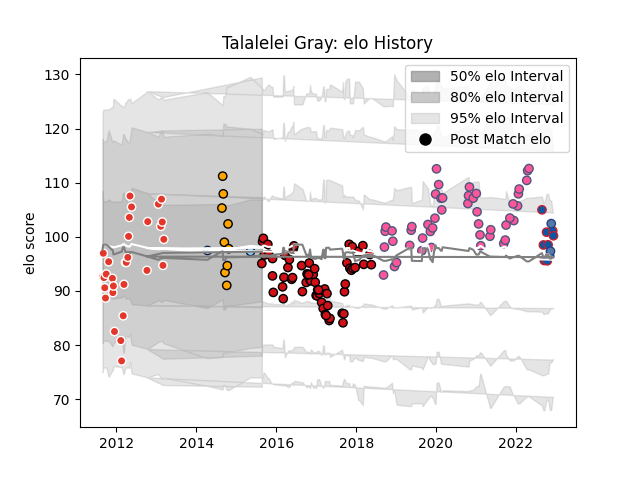 Talalelei Gray: elo History
130
120
110
100
90
80
70
elo score
50% elo Interval
80% elo Interval
95% elo Interval
Post Match elo
2012
2014
2016
2018
2020
2022